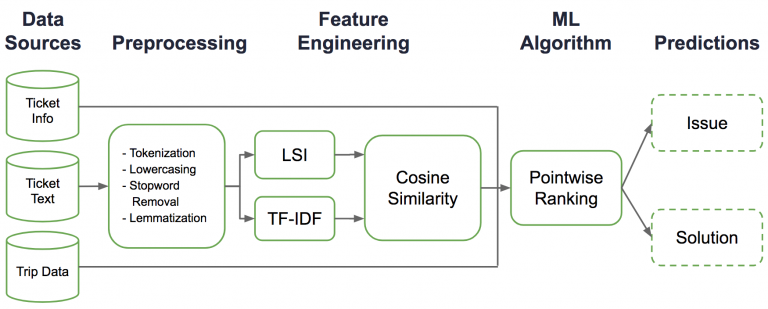 Data
Sources
Preprocessing
Feature
Engineering
ML
Algorithm
Predictions
Ticket
Info
Ticket
Text
Trip Data
- Tokenization
- Lowercasing
- Stopword
Removal
- Lemmatization
LSI
TF-IDF
Cosine
Similarity
Pointwise
Ranking
Issue
Solution